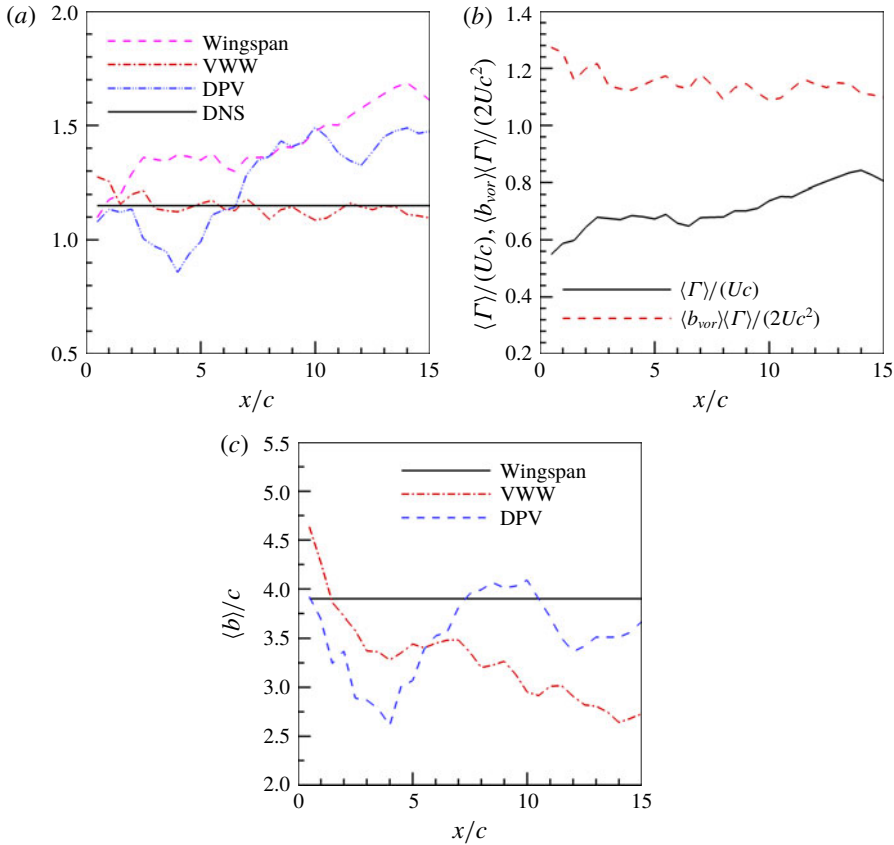 (a)
2.0
1.5
1.0
0.5
Wingspan
VWW
DPV
DNS
0 5 10 15
x/c
(b)
1.4
1.2
1.0
0.8
0.6
0.4
0.2
⟨Γ⟩/(Uc), ⟨b_vor⟩⟨Γ⟩/(2Uc²)
⟨Γ⟩/(Uc)
⟨b_vor⟩⟨Γ⟩/(2Uc²)
0 5 10 15
x/c
(c)
5.5
5.0
4.5
4.0
3.5
3.0
2.5
2.0
⟨b⟩/c
Wingspan
VWW
DPV
0 5 10 15
x/c